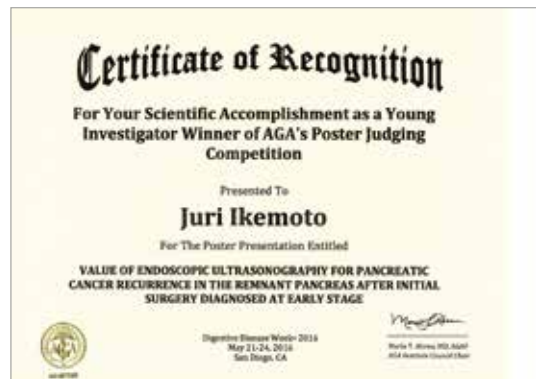 Certificate of Recognition
For Your Scientific Accomplishment as a Young
Investigator Winner of AGA's Poster Judging
Competition
Presented To
Juri Ikemoto
For The Poster Presentation Entitled
VALUE OF ENDOSCOPIC ULTRASONOGRAPHY FOR PANCREATIC
CANCER RECURRENCE IN THE REMNANT PANCREAS AFTER INITIAL
SURGERY DIAGNOSED AT EARLY STAGE
Digestive Disease Week® 2016
May 21-24, 2016
San Diego, CA
AGA Institute Council Chair